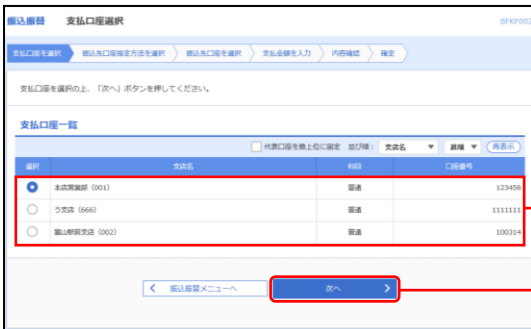 振込振替 支払口座選択 BFKF002
支払口座を選択 振込先口座指定方法を選択 振込先口座を選択 支払金額を入力 内容確認 確定
支払口座を選択の上、「次へ」ボタンを押してください。
支払口座一覧
代表口座を最上位に固定 並び順： 支店名 昇順 再表示
選択 支店名 科目 口座番号
本店営業部（001） 普通 123456
う支店（666） 普通 1111111
富山駅前支店（002） 普通 100314
振込振替メニューへ 次へ